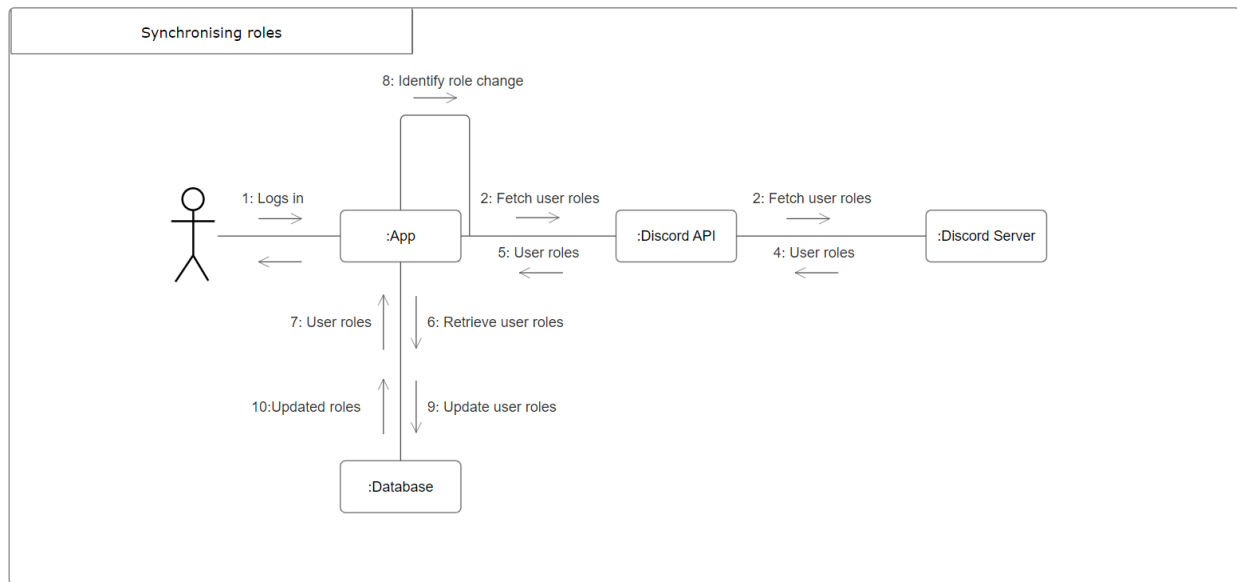 Synchronising roles
8: Identify role change
1: Logs in
2: Fetch user roles
2: Fetch user roles
:App
:Discord API
:Discord Server
5: User roles
4: User roles
7: User roles
6: Retrieve user roles
10:Updated roles
9: Update user roles
:Database